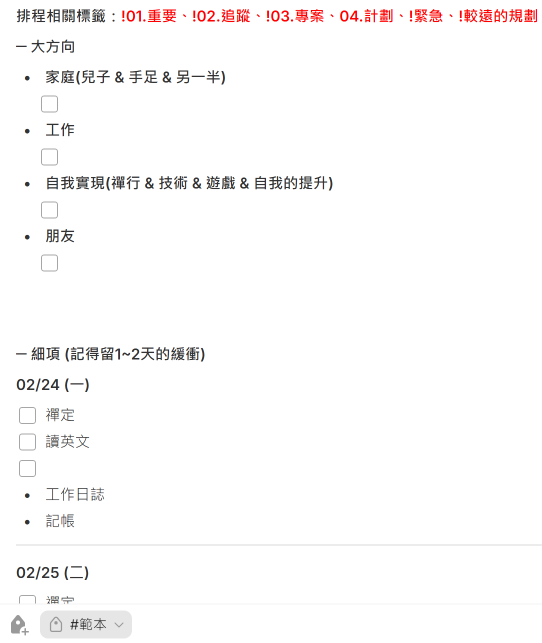 排程相關標籤：!01.重要、!02.追蹤、!03.專案、04.計劃、!緊急、!較遠的規劃
— 大方向
• 家庭(兒子 & 手足 & 另一半)
• 工作
• 自我實現(禪行 & 技術 & 遊戲 & 自我的提升)
• 朋友
— 細項 (記得留1~2天的緩衝)
02/24 (一)
禪定
讀英文
• 工作日誌
• 記帳
02/25 (二)
禪定
#範本